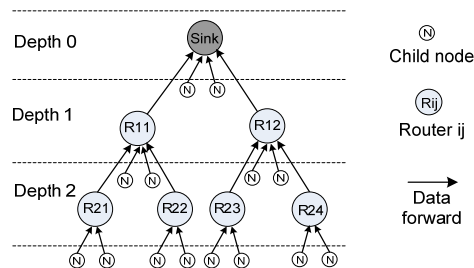 Depth 0
Sink
N N
N
Child node
Depth 1
R11
R12
Rij
Router ij
N N
N N
Depth 2
R21
R22
R23
R24
Data
forward
N N
N N
N N
N N